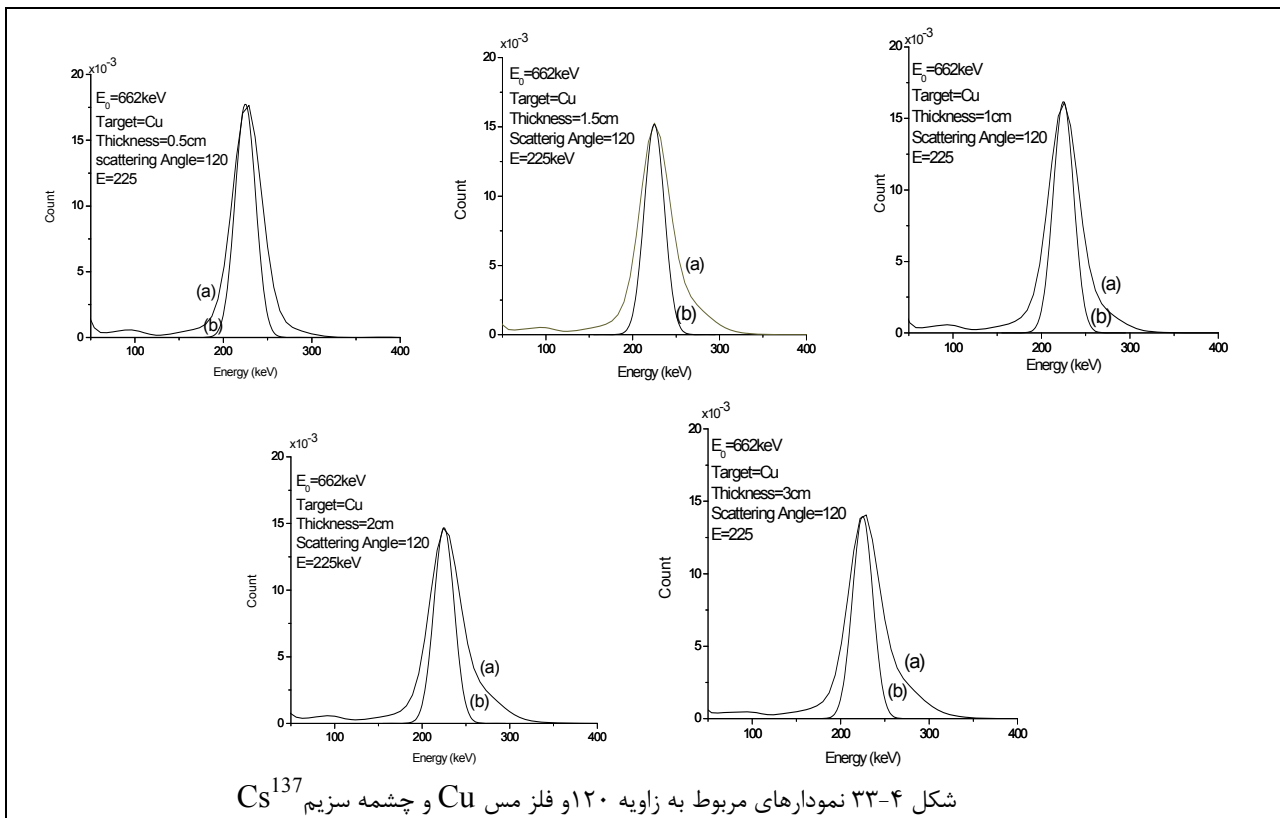 ×10⁻³
20
15
10
5
0
100
200
300
400
Count
Energy (keV)
E₀=662keV
Target=Cu
Thickness=0.5cm
scattering Angle=120
E=225
(a)
(b)
×10⁻³
20
15
10
5
0
100
200
300
400
Count
Energy (keV)
E₀=662keV
Target=Cu
Thickness=1.5cm
Scatterig Angle=120
E=225keV
(a)
(b)
×10⁻³
20
15
10
5
0
100
200
300
400
Count
Energy (keV)
E₀=662keV
Target=Cu
Thickness=1cm
Scattering Angle=120
E=225
(a)
(b)
×10⁻³
20
15
10
5
0
100
200
300
400
Count
Energy (keV)
E₀=662keV
Target=Cu
Thickness=2cm
Scattering Angle=120
E=225keV
(a)
(b)
×10⁻³
20
15
10
5
0
100
200
300
400
Count
Energy (keV)
E₀=662keV
Target=Cu
Thickness=3cm
Scattering Angle=120
E=225
(a)
(b)
شکل ۴-۳۳ نمودارهای مربوط به زاویه ۱۲۰و فلز مس Cu و چشمه سزیم Cs¹³⁷